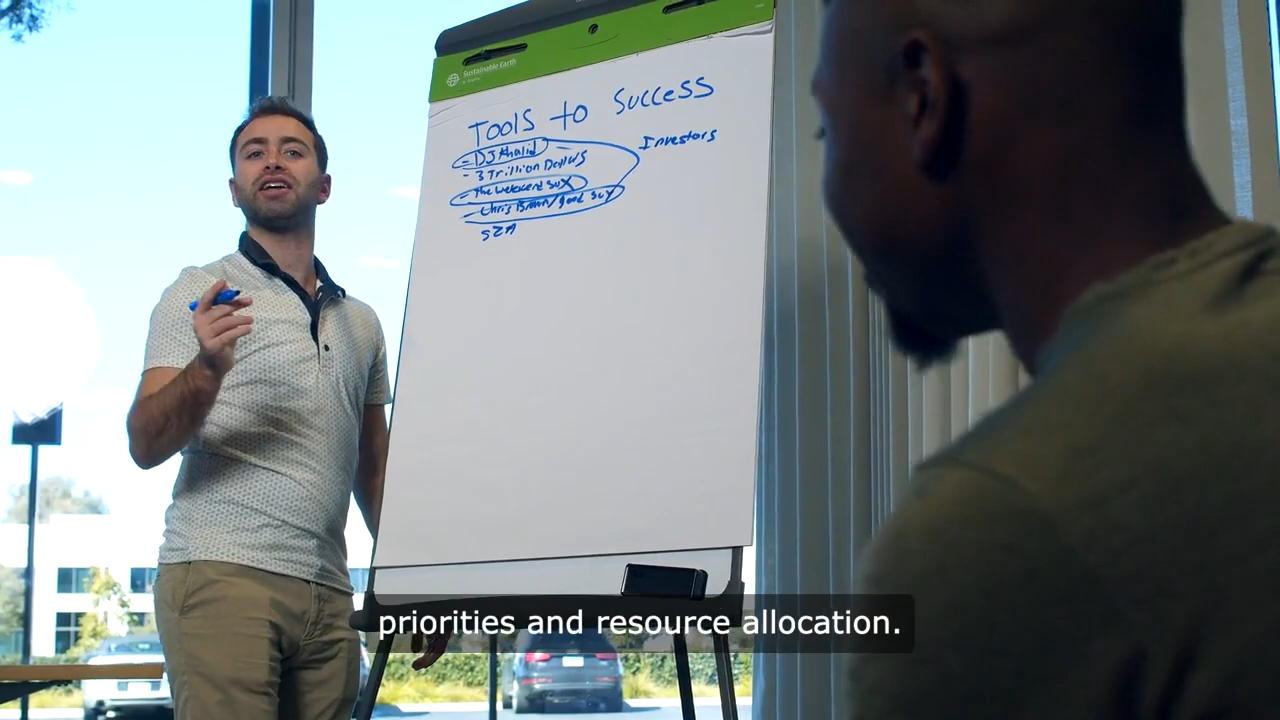 Sustainable Earth
TOOLS to SUCCESS
Investors
- DJ Khalid
- 3 Trillion Dollars
- The Weekend sux
- Chris Brown/good guy
SZA
priorities and resource allocation.